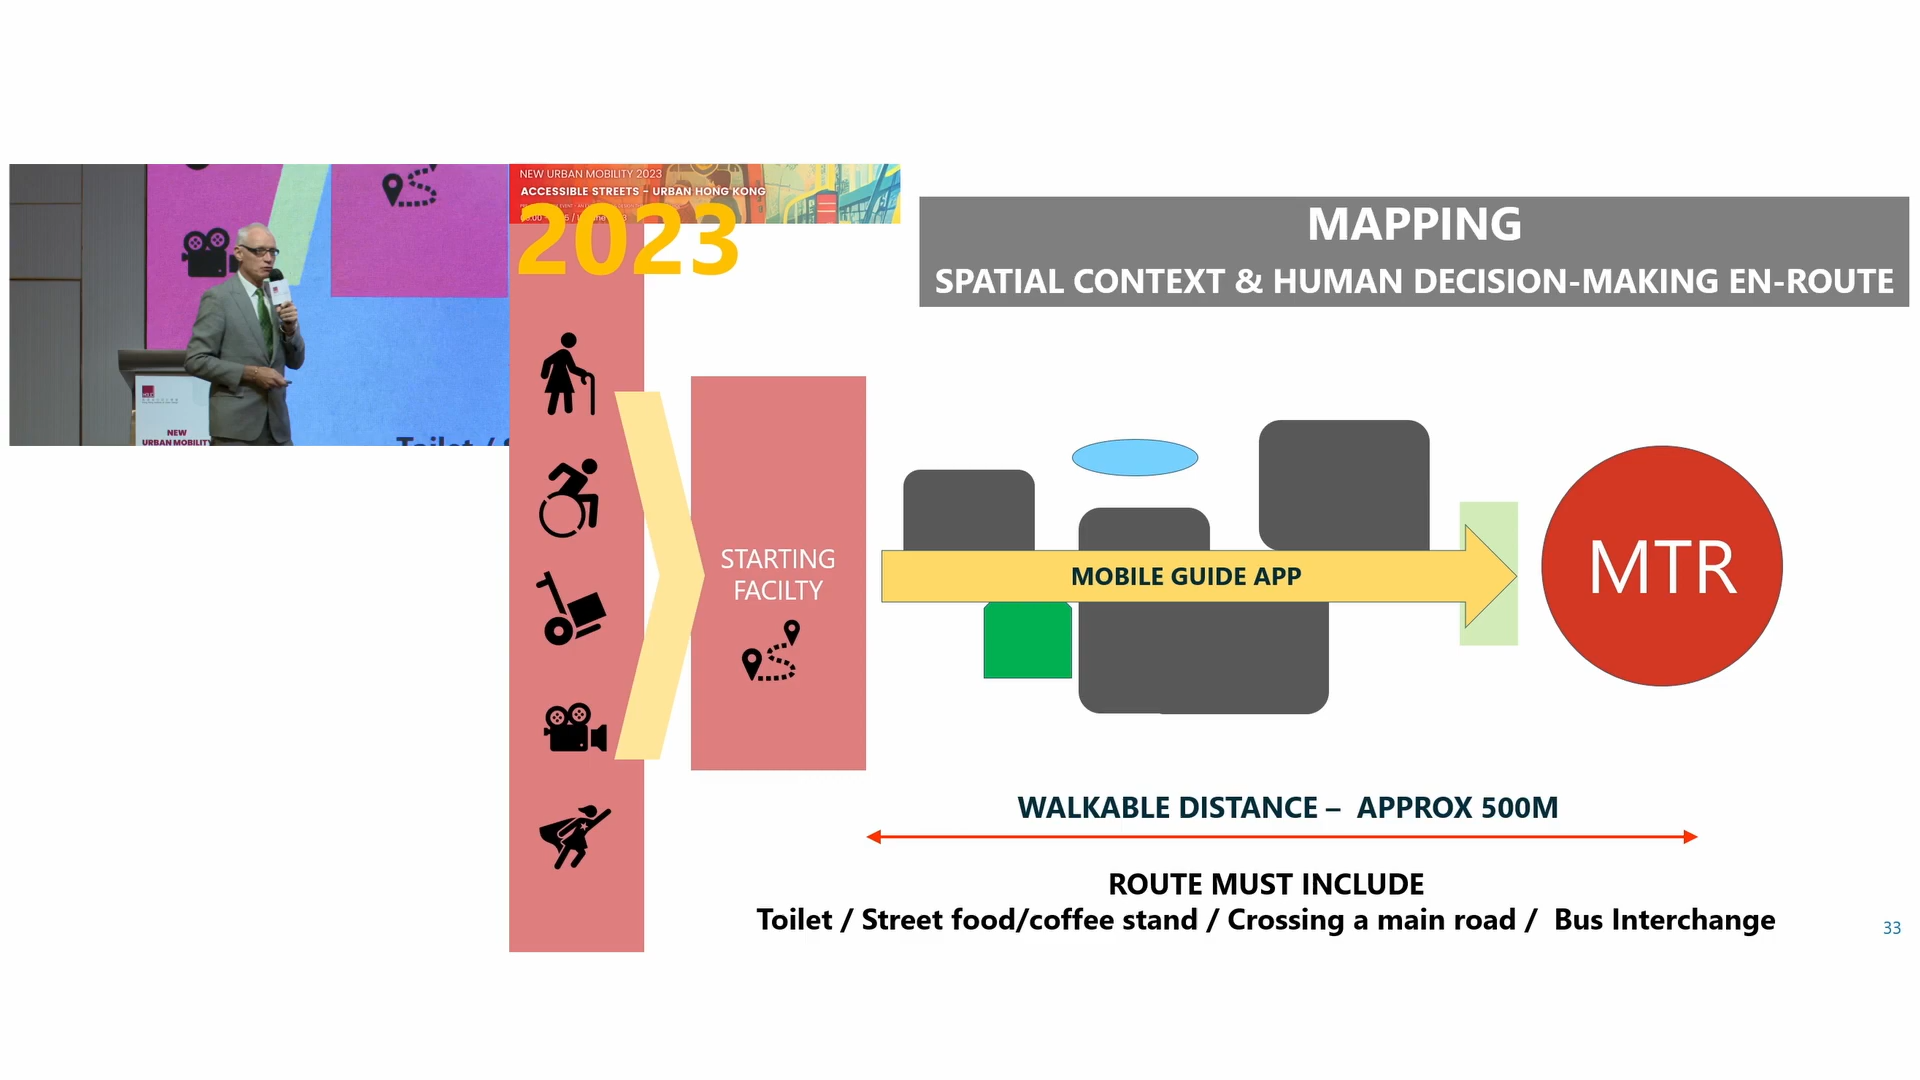 NEW URBAN MOBILITY 2023
ACCESSIBLE STREETS - URBAN HONG KONG
2023
MAPPING
SPATIAL CONTEXT & HUMAN DECISION-MAKING EN-ROUTE
NEW
URBAN MOBILITY
Toilet /
STARTING
FACILTY
MOBILE GUIDE APP
MTR
WALKABLE DISTANCE – APPROX 500M
ROUTE MUST INCLUDE
Toilet / Street food/coffee stand / Crossing a main road / Bus Interchange
33